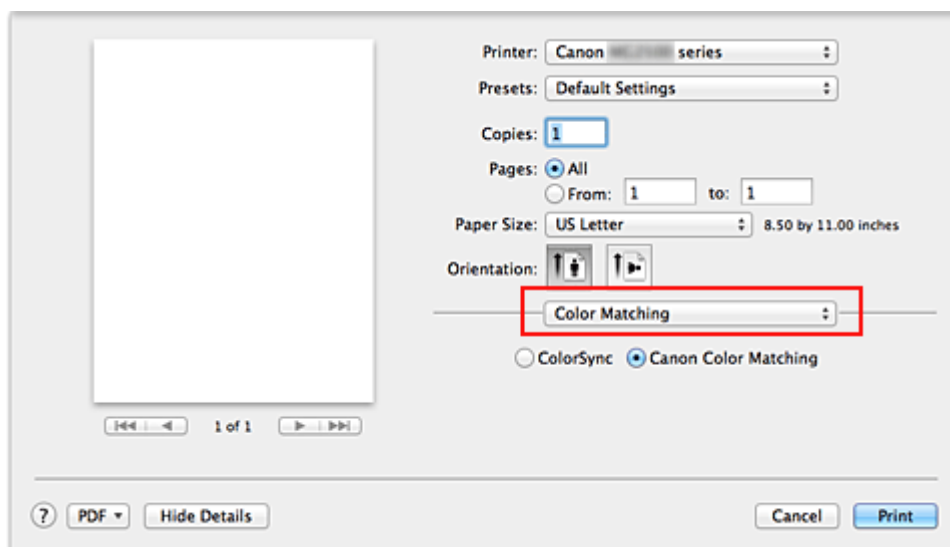 Printer: Canon series
Presets: Default Settings
Copies: 1
Pages: All
From: 1 to: 1
Paper Size: US Letter 8.50 by 11.00 inches
Orientation:
Color Matching
ColorSync Canon Color Matching
1 of 1
? PDF Hide Details Cancel Print